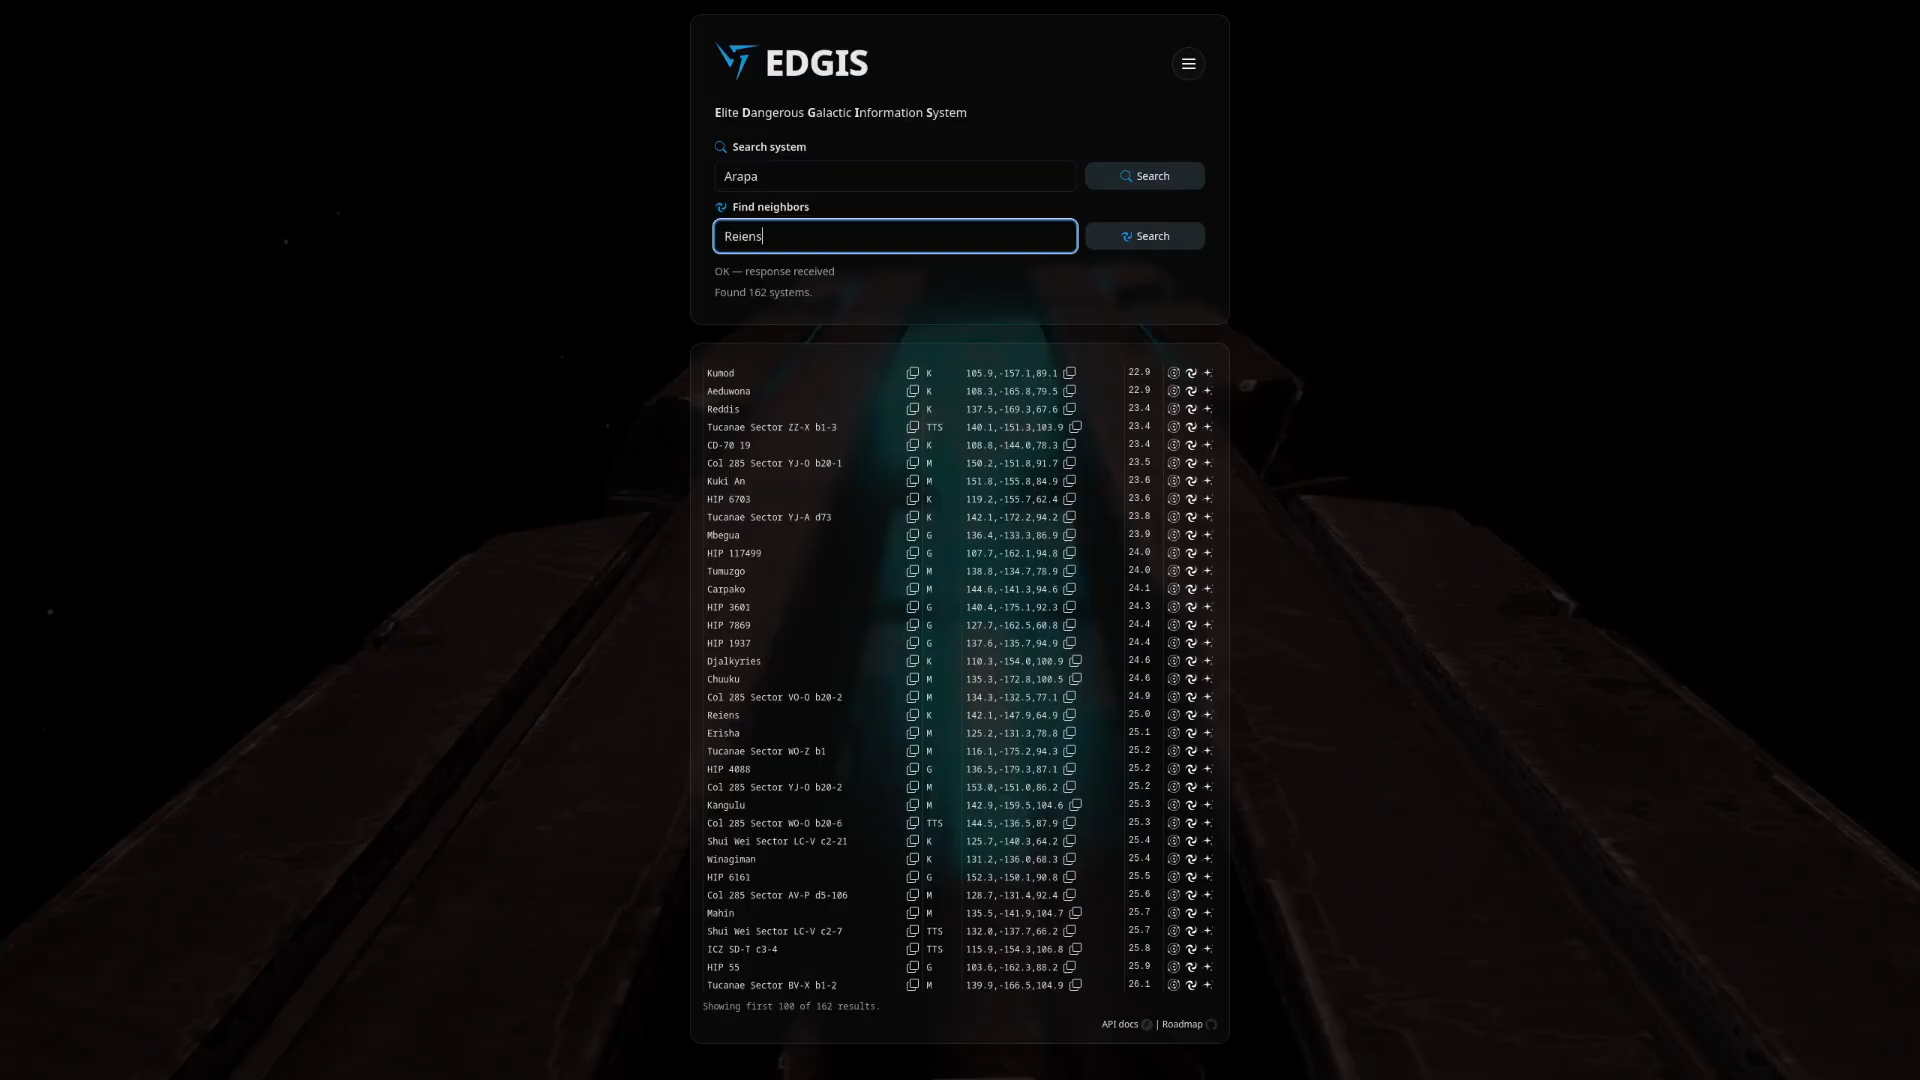 EDGIS
Elite Dangerous Galactic Information System
Search system
Arapa Search
Find neighbors
Reiens Search
OK — response received
Found 162 systems.
Kumod K 105.9,-157.1,89.1 22.9
Aeduwona K 108.3,-165.8,79.5 22.9
Reddis K 137.5,-169.3,67.6 23.4
Tucanae Sector ZZ-X b1-3 TTS 140.1,-151.3,103.9 23.4
CD-70 19 K 108.8,-144.0,78.3 23.4
Col 285 Sector YJ-O b20-1 M 150.2,-151.8,91.7 23.5
Kuki An M 151.8,-155.8,84.9 23.6
HIP 6703 K 119.2,-155.7,62.4 23.6
Tucanae Sector YJ-A d73 K 142.1,-172.2,94.2 23.8
Mbegua G 136.4,-133.3,86.9 23.9
HIP 117499 G 107.7,-162.1,94.8 24.0
Tumuzgo M 138.8,-134.7,78.9 24.0
Carpako M 144.6,-141.3,94.6 24.1
HIP 3601 G 140.4,-175.1,92.3 24.3
HIP 7869 G 127.7,-162.5,60.8 24.4
HIP 1937 G 137.6,-135.7,94.9 24.4
Djalkyries K 110.3,-154.0,100.9 24.6
Chuuku M 135.3,-172.8,100.5 24.6
Col 285 Sector VO-O b20-2 M 134.3,-132.5,77.1 24.9
Reiens K 142.1,-147.9,64.9 25.0
Erisha M 125.2,-131.3,78.8 25.1
Tucanae Sector WO-Z b1 M 116.1,-175.2,94.3 25.2
HIP 4088 G 136.5,-179.3,87.1 25.2
Col 285 Sector YJ-O b20-2 M 153.0,-151.0,86.2 25.2
Kangulu M 142.9,-159.5,104.6 25.3
Col 285 Sector WO-O b20-6 TTS 144.5,-136.5,87.9 25.3
Shui Wei Sector LC-V c2-21 K 125.7,-140.3,64.2 25.4
Winagiman K 131.2,-136.0,68.3 25.4
HIP 6161 G 152.3,-150.1,90.8 25.5
Col 285 Sector AV-P d5-106 M 128.7,-131.4,92.4 25.6
Mahin M 135.5,-141.9,104.7 25.7
Shui Wei Sector LC-V c2-7 TTS 132.0,-137.7,66.2 25.7
ICZ SD-T c3-4 TTS 115.9,-154.3,106.8 25.8
HIP 55 G 103.6,-162.3,88.2 25.9
Tucanae Sector BV-X b1-2 M 139.9,-166.5,104.9 26.1
Showing first 100 of 162 results.
API docs | Roadmap